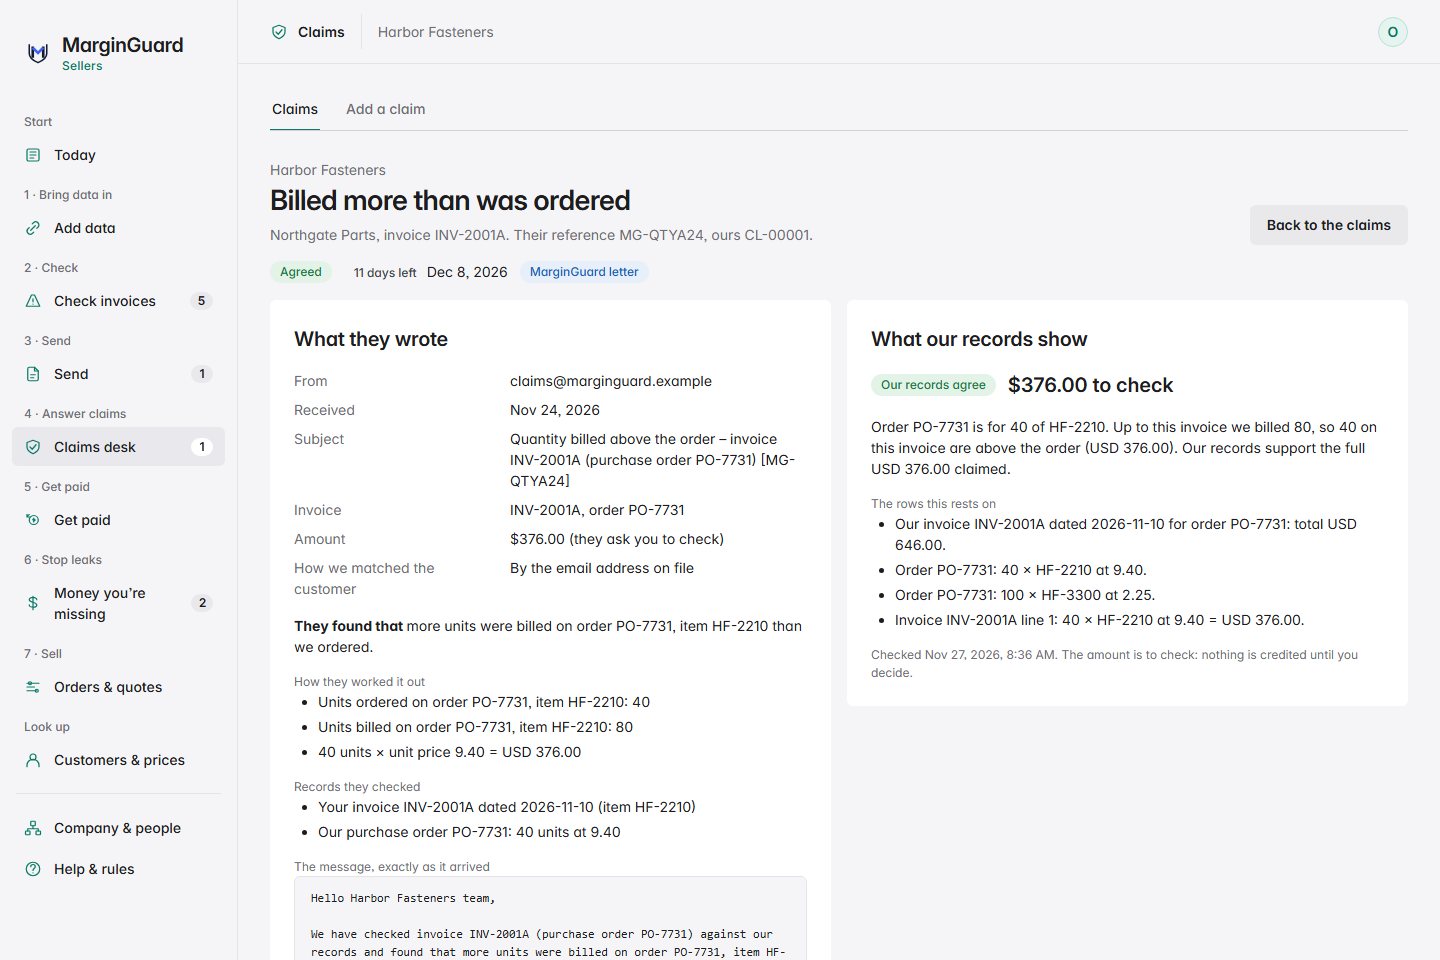 MarginGuard
Sellers
Start
Today
1 · Bring data in
Add data
2 · Check
Check invoices 5
3 · Send
Send 1
4 · Answer claims
Claims desk 1
5 · Get paid
Get paid
6 · Stop leaks
Money you’re
missing 2
7 · Sell
Orders & quotes
Look up
Customers & prices
Company & people
Help & rules
Claims Harbor Fasteners O
Claims Add a claim
Harbor Fasteners
Billed more than was ordered
Northgate Parts, invoice INV-2001A. Their reference MG-QTYA24, ours CL-00001.
Back to the claims
Agreed 11 days left Dec 8, 2026 MarginGuard letter
What they wrote
From claims@marginguard.example
Received Nov 24, 2026
Subject Quantity billed above the order – invoice
INV-2001A (purchase order PO-7731) [MG-
QTYA24]
Invoice INV-2001A, order PO-7731
Amount $376.00 (they ask you to check)
How we matched the By the email address on file
customer
They found that more units were billed on order PO-7731, item HF-2210 than
we ordered.
How they worked it out
• Units ordered on order PO-7731, item HF-2210: 40
• Units billed on order PO-7731, item HF-2210: 80
• 40 units × unit price 9.40 = USD 376.00
Records they checked
• Your invoice INV-2001A dated 2026-11-10 (item HF-2210)
• Our purchase order PO-7731: 40 units at 9.40
The message, exactly as it arrived
Hello Harbor Fasteners team,
We have checked invoice INV-2001A (purchase order PO-7731) against our
records and found that more units were billed on order PO-7731, item HF-
What our records show
Our records agree $376.00 to check
Order PO-7731 is for 40 of HF-2210. Up to this invoice we billed 80, so 40 on
this invoice are above the order (USD 376.00). Our records support the full
USD 376.00 claimed.
The rows this rests on
• Our invoice INV-2001A dated 2026-11-10 for order PO-7731: total USD
646.00.
• Order PO-7731: 40 × HF-2210 at 9.40.
• Order PO-7731: 100 × HF-3300 at 2.25.
• Invoice INV-2001A line 1: 40 × HF-2210 at 9.40 = USD 376.00.
Checked Nov 27, 2026, 8:36 AM. The amount is to check: nothing is credited until you
decide.